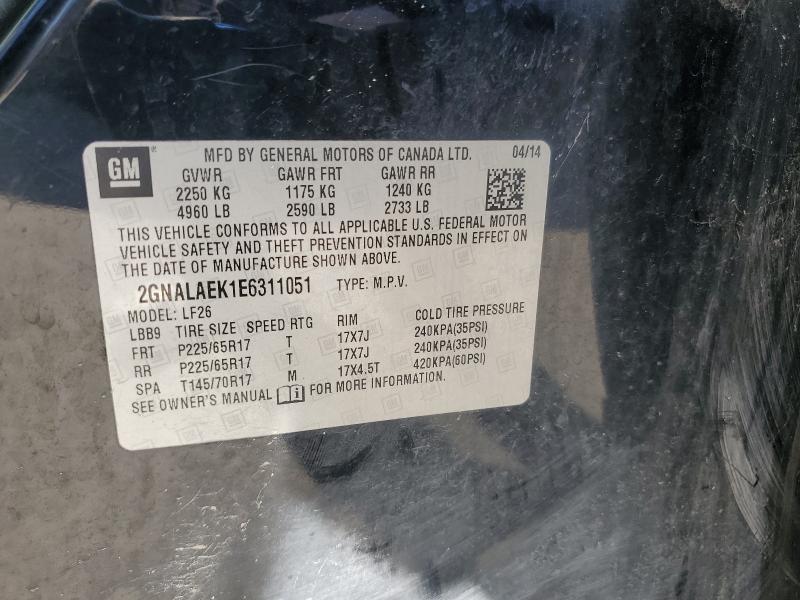 GM
MFD BY GENERAL MOTORS OF CANADA LTD. 04/14
GVWR GAWR FRT GAWR RR
2250 KG 1175 KG 1240 KG
4960 LB 2590 LB 2733 LB
THIS VEHICLE CONFORMS TO ALL APPLICABLE U.S. FEDERAL MOTOR
VEHICLE SAFETY AND THEFT PREVENTION STANDARDS IN EFFECT ON
THE DATE OF MANUFACTURE SHOWN ABOVE.
2GNALAEK1E6311051 TYPE: M.P.V.
MODEL: LF26
LBB9 TIRE SIZE SPEED RTG RIM COLD TIRE PRESSURE
FRT P225/65R17 T 17X7J 240KPA(35PSI)
RR P225/65R17 T 17X7J 240KPA(35PSI)
SPA T145/70R17 M 17X4.5T 420KPA(60PSI)
SEE OWNER'S MANUAL i FOR MORE INFORMATION.